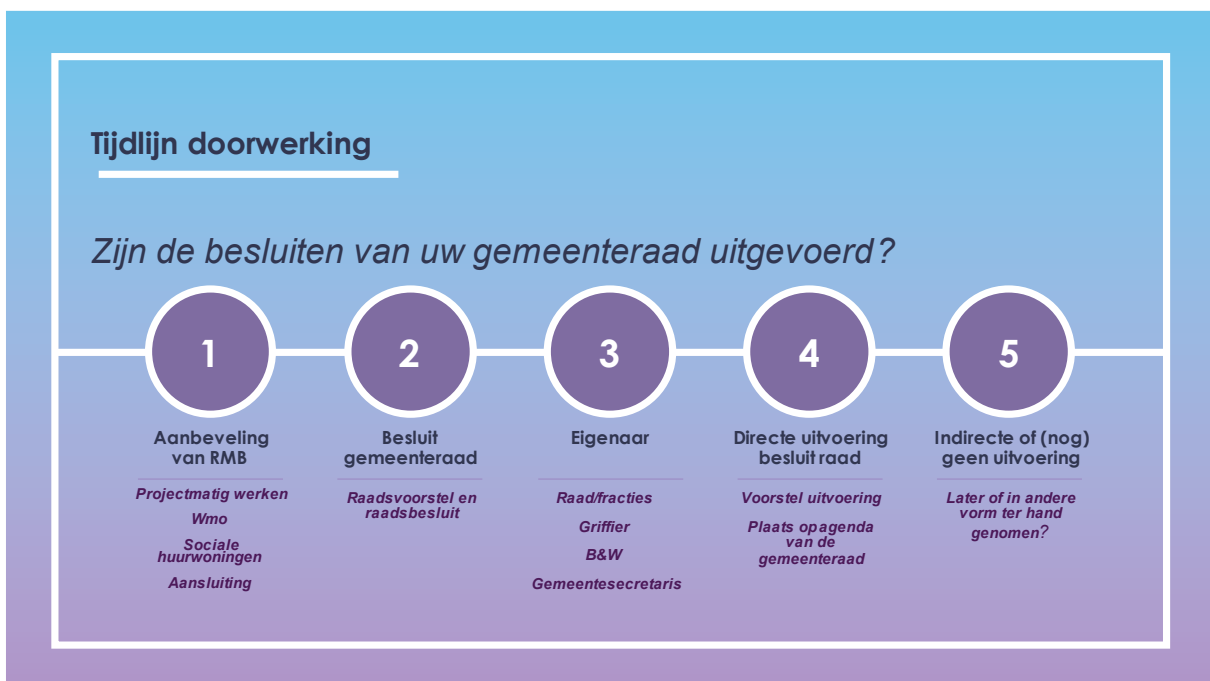 Tijdlijn doorwerking
Zijn de besluiten van uw gemeenteraad uitgevoerd?
1
Aanbeveling
van RMB
Projectmatig werken
Wmo
Sociale
huurwoningen
Aansluiting
2
Besluit
gemeenteraad
Raadsvoorstel en
raadsbesluit
3
Eigenaar
Raad/fracties
Griffier
B&W
Gemeentesecretaris
4
Directe uitvoering
besluit raad
Voorstel uitvoering
Plaats op agenda
van de
gemeenteraad
5
Indirecte of (nog)
geen uitvoering
Later of in andere
vorm ter hand
genomen?